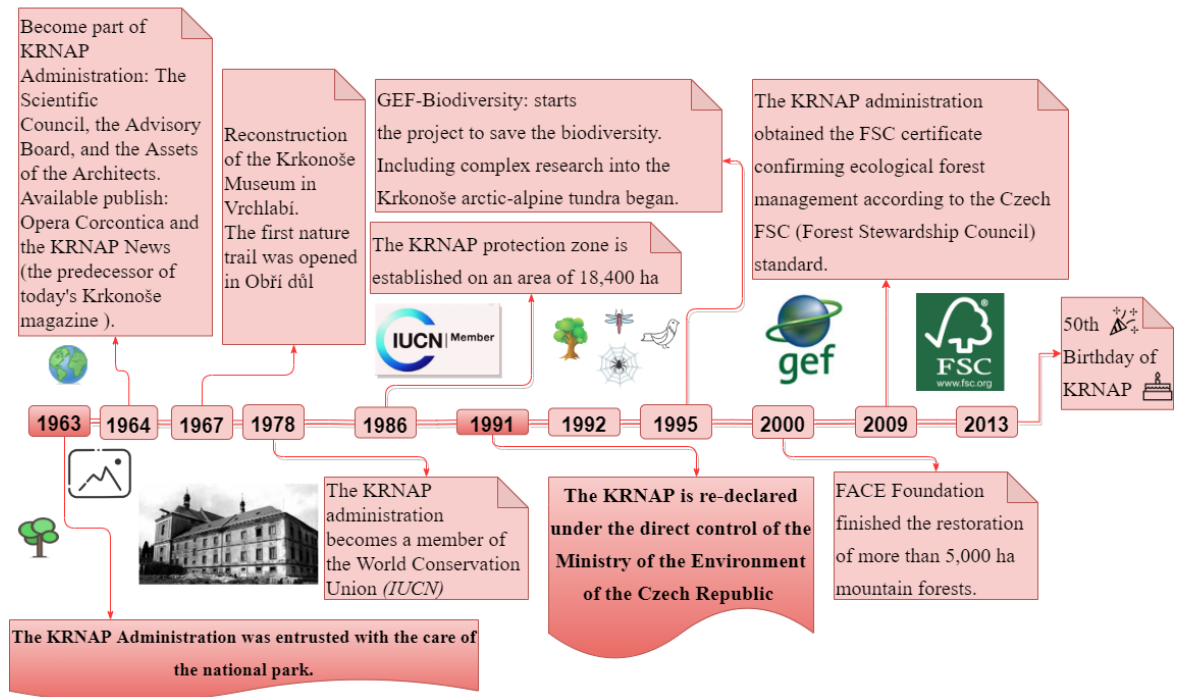 Become part of
KRNAP
Administration: The
Scientific
Council, the Advisory
Board, and the Assets
of the Architects.
Available publish:
Opera Corcontica and
the KRNAP News
(the predecessor of
today's Krkonoše
magazine ).
Reconstruction
of the Krkonoše
Museum in
Vrchlabí.
The first nature
trail was opened
in Obří důl
GEF-Biodiversity: starts
the project to save the biodiversity.
Including complex research into the
Krkonoše arctic-alpine tundra began.
The KRNAP protection zone is
established on an area of 18,400 ha
The KRNAP administration
obtained the FSC certificate
confirming ecological forest
management according to the Czech
FSC (Forest Stewardship Council)
standard.
IUCN Member
gef
®
FSC
www.fsc.org
50th
Birthday of
KRNAP
1963 1964 1967 1978 1986 1991 1992 1995 2000 2009 2013
The KRNAP
administration
becomes a member of
the World Conservation
Union (IUCN)
The KRNAP is re-declared
under the direct control of the
Ministry of the Environment
of the Czech Republic
FACE Foundation
finished the restoration
of more than 5,000 ha
mountain forests.
The KRNAP Administration was entrusted with the care of
the national park.